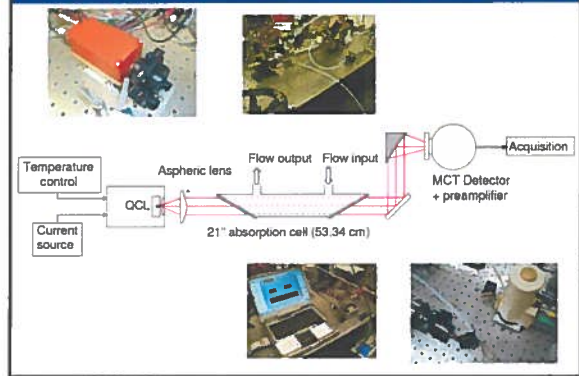 Temperature
control
Current
source
QCL
Aspheric lens
Flow output
Flow input
21" absorption cell (53,34 cm)
MCT Detector
+ preamplifier
Acquisition